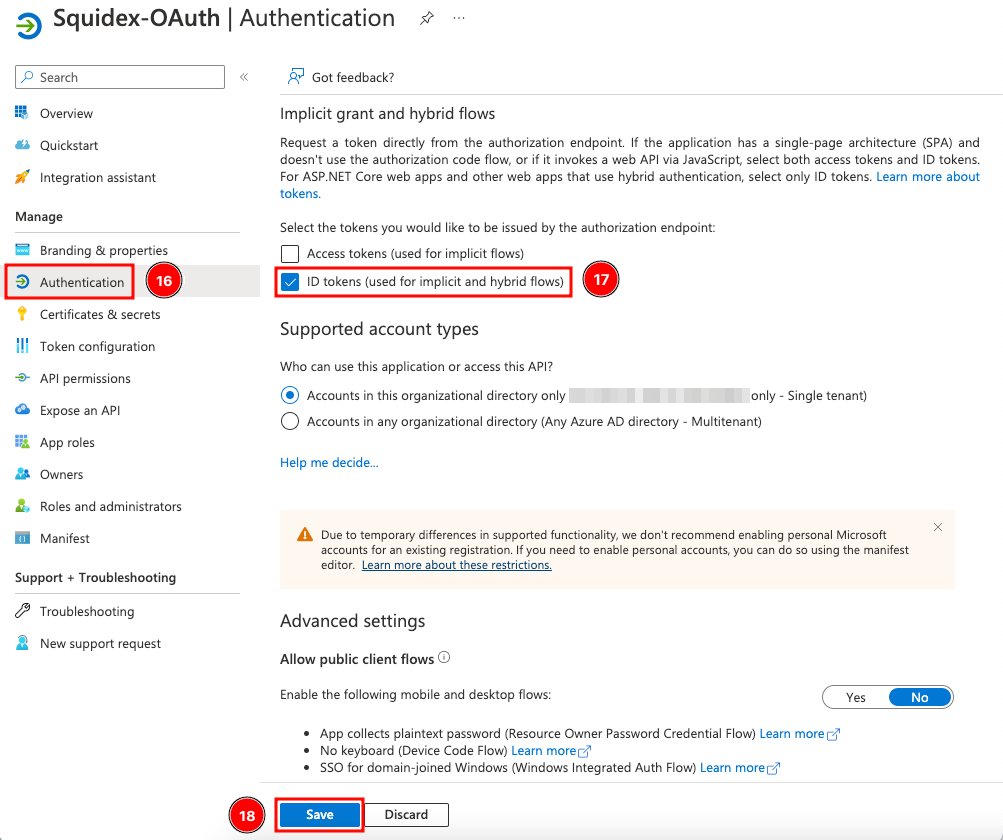 Squidex-OAuth | Authentication
Search
Overview
Quickstart
Integration assistant
Manage
Branding & properties
Authentication
16
Certificates & secrets
Token configuration
API permissions
Expose an API
App roles
Owners
Roles and administrators
Manifest
Support + Troubleshooting
Troubleshooting
New support request
Got feedback?
Implicit grant and hybrid flows
Request a token directly from the authorization endpoint. If the application has a single-page architecture (SPA) and
doesn't use the authorization code flow, or if it invokes a web API via JavaScript, select both access tokens and ID tokens.
For ASP.NET Core web apps and other web apps that use hybrid authentication, select only ID tokens. Learn more about
tokens.
Select the tokens you would like to be issued by the authorization endpoint:
Access tokens (used for implicit flows)
ID tokens (used for implicit and hybrid flows)
17
Supported account types
Who can use this application or access this API?
Accounts in this organizational directory only only - Single tenant)
Accounts in any organizational directory (Any Azure AD directory - Multitenant)
Help me decide...
Due to temporary differences in supported functionality, we don't recommend enabling personal Microsoft
accounts for an existing registration. If you need to enable personal accounts, you can do so using the manifest
editor. Learn more about these restrictions.
Advanced settings
Allow public client flows
Enable the following mobile and desktop flows:
Yes No
• App collects plaintext password (Resource Owner Password Credential Flow) Learn more
• No keyboard (Device Code Flow) Learn more
• SSO for domain-joined Windows (Windows Integrated Auth Flow) Learn more
18
Save Discard